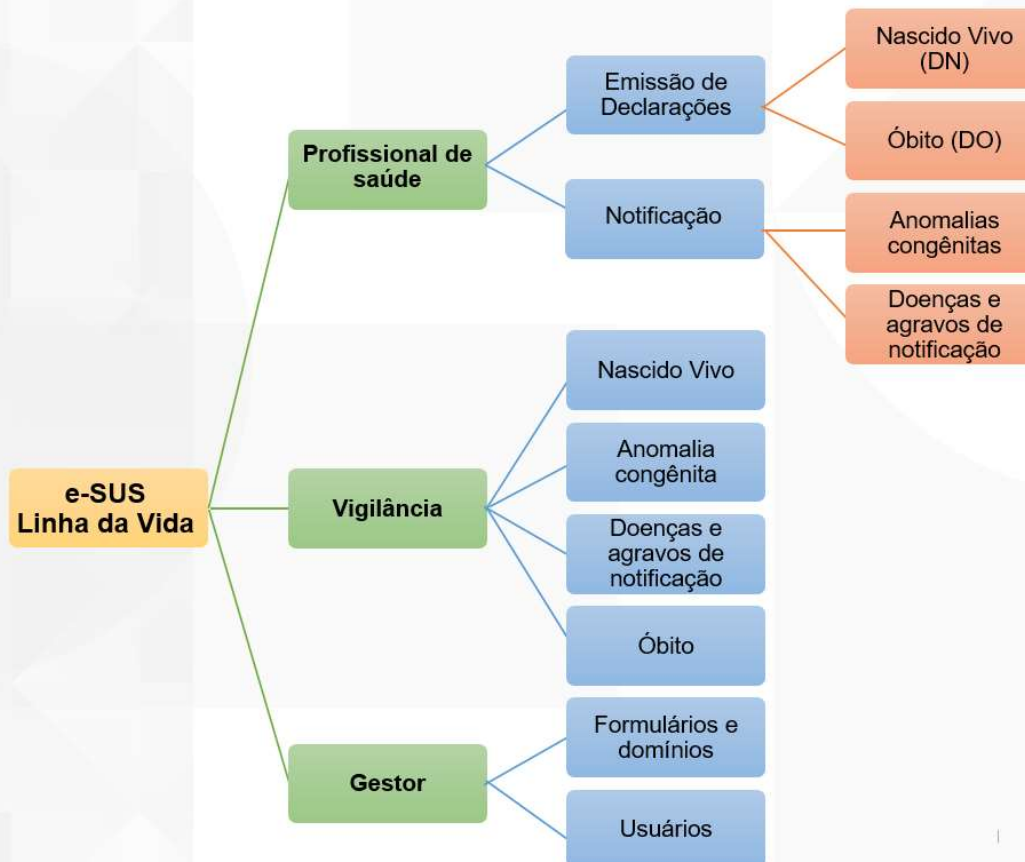 Nascido Vivo
(DN)
Emissão de
Declarações
Óbito (DO)
Profissional de
saúde
Notificação
Anomalias
congênitas
Doenças e
agravos de
notificação
Nascido Vivo
Anomalia
congênita
e-SUS
Linha da Vida
Vigilância
Doenças e
agravos de
notificação
Óbito
Formulários e
domínios
Gestor
Usuários